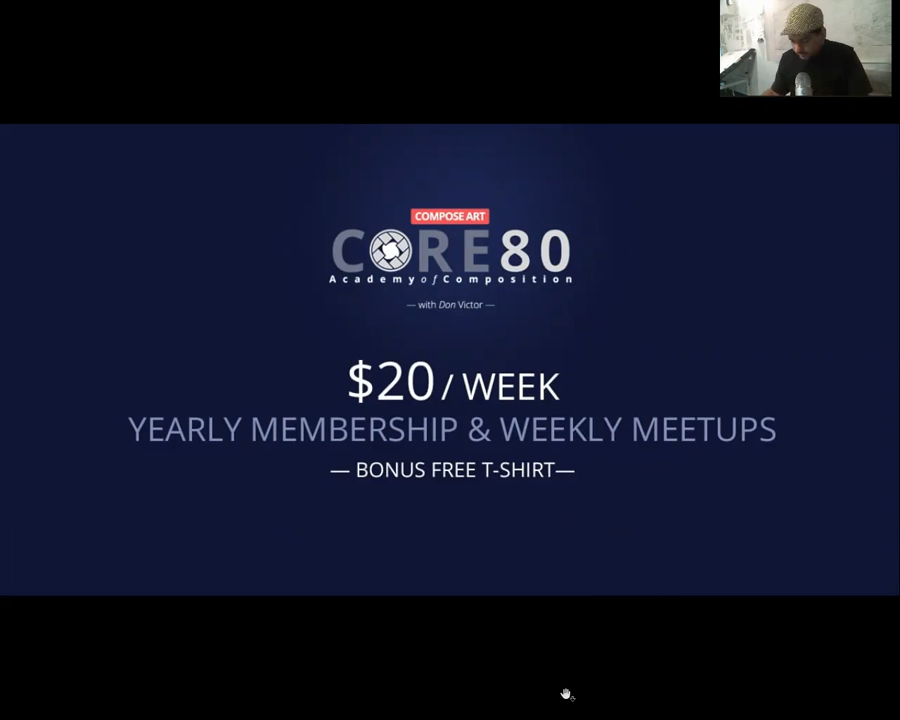 COMPOSE ART
CORE80
Academy of Composition
— with Don Victor —
$20 / WEEK
YEARLY MEMBERSHIP & WEEKLY MEETUPS
— BONUS FREE T-SHIRT—